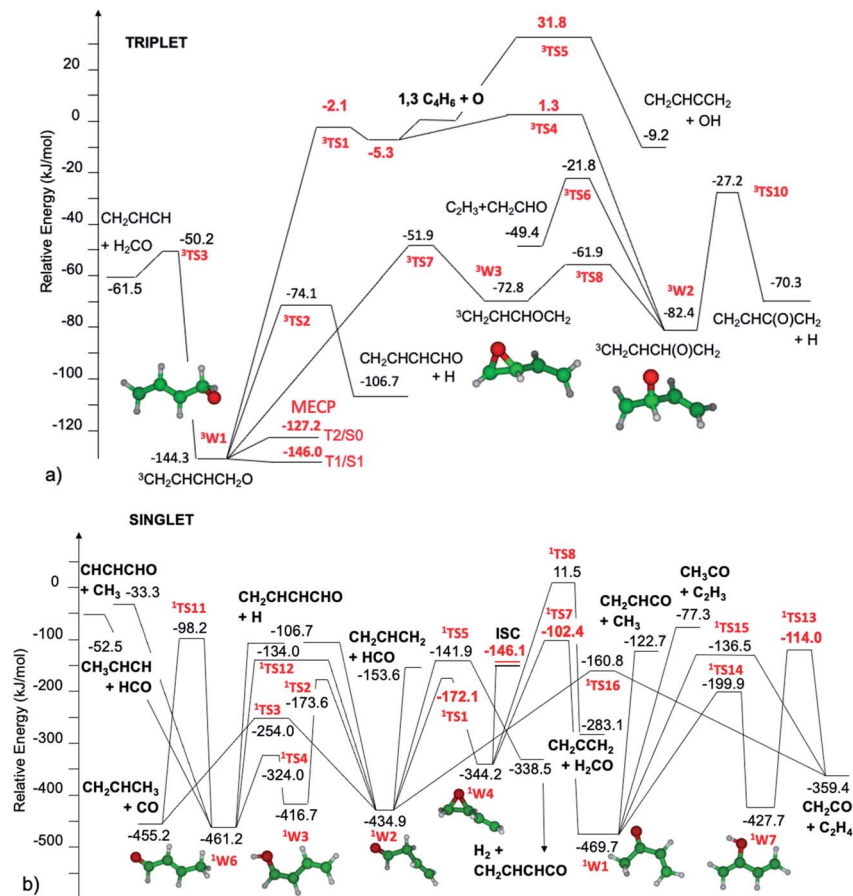 TRIPLET
Relative Energy (kJ/mol)
20
0
-20
-40
-60
-80
-100
-120
31.8
³TS5
1,3 C₄H₆ + O
-2.1
³TS1
-5.3
1.3
³TS4
CH₂CHCCH₂
+ OH
-9.2
-21.8
³TS6
C₂H₃+CH₂CHO
-49.4
-27.2
³TS10
CH₂CHCH
+ H₂CO
-50.2
³TS3
-61.5
-51.9
³TS7
³W3
-72.8
³CH₂CHCHOCH₂
-61.9
³TS8
³W2
-82.4
³CH₂CHCH(O)CH₂
-70.3
CH₂CHC(O)CH₂
+ H
-74.1
³TS2
CH₂CHCHCHO
+ H
-106.7
MECP
-127.2
T2/S0
-146.0
T1/S1
³W1
-144.3
³CH₂CHCHCH₂O
a)
SINGLET
Relative Energy (kJ/mol)
0
-100
-200
-300
-400
-500
CHCHCHO
+ CH₃
-33.3
-52.5
CH₃CHCH
+ HCO
¹TS11
-98.2
CH₂CHCHCHO
+ H
-106.7
-134.0
¹TS12
¹TS2
-173.6
¹TS3
-254.0
¹TS4
-324.0
-416.7
CH₂CHCH₃
+ CO
-455.2
-461.2
¹W6
¹W3
CH₂CHCH₂
+ HCO
-153.6
-434.9
¹W2
¹TS5
-141.9
-172.1
¹TS1
ISC
-146.1
-344.2
¹W4
-338.5
H₂ +
CH₂CHCHCO
¹TS8
11.5
¹TS7
-102.4
-283.1
CH₂CCH₂
+ H₂CO
-469.7
¹W1
CH₂CHCO
+ CH₃
-122.7
-160.8
¹TS16
CH₃CO
+ C₂H₃
-77.3
¹TS15
-136.5
¹TS14
-199.9
¹TS13
-114.0
-427.7
¹W7
-359.4
CH₂CO
+ C₂H₄
b)